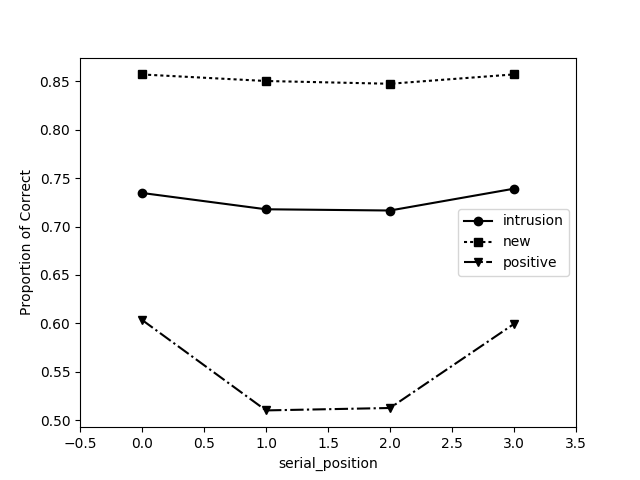 0.85
0.80
0.75
0.70
0.65
0.60
0.55
0.50
Proportion of Correct
intrusion
new
positive
−0.5 0.0 0.5 1.0 1.5 2.0 2.5 3.0 3.5
serial_position